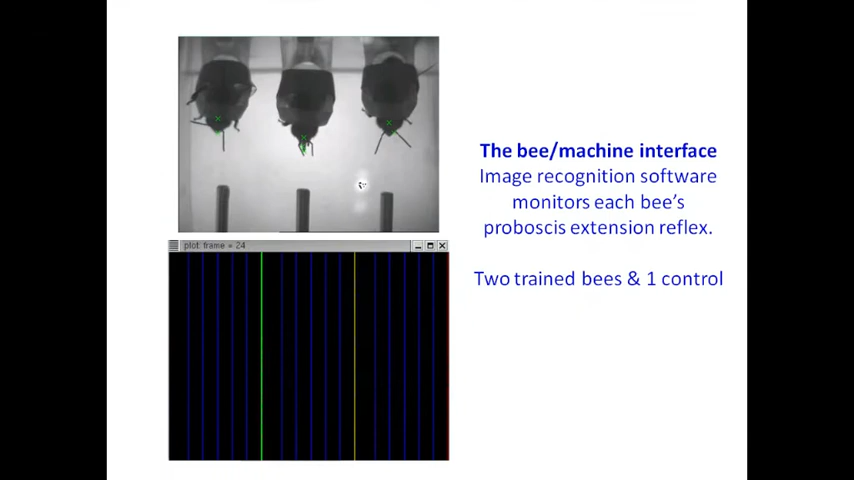 The bee/machine interface
Image recognition software
monitors each bee's
proboscis extension reflex.
Two trained bees & 1 control
plot: frame = 24